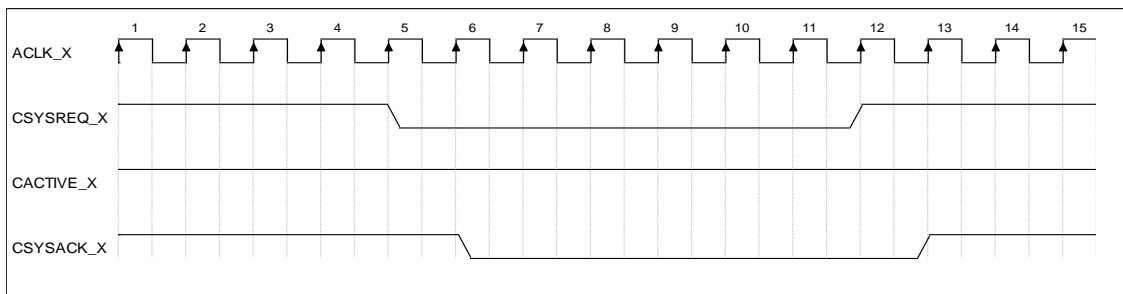 1 2 3 4 5 6 7 8 9 10 11 12 13 14 15
ACLK_X
CSYSREQ_X
CACTIVE_X
CSYSACK_X